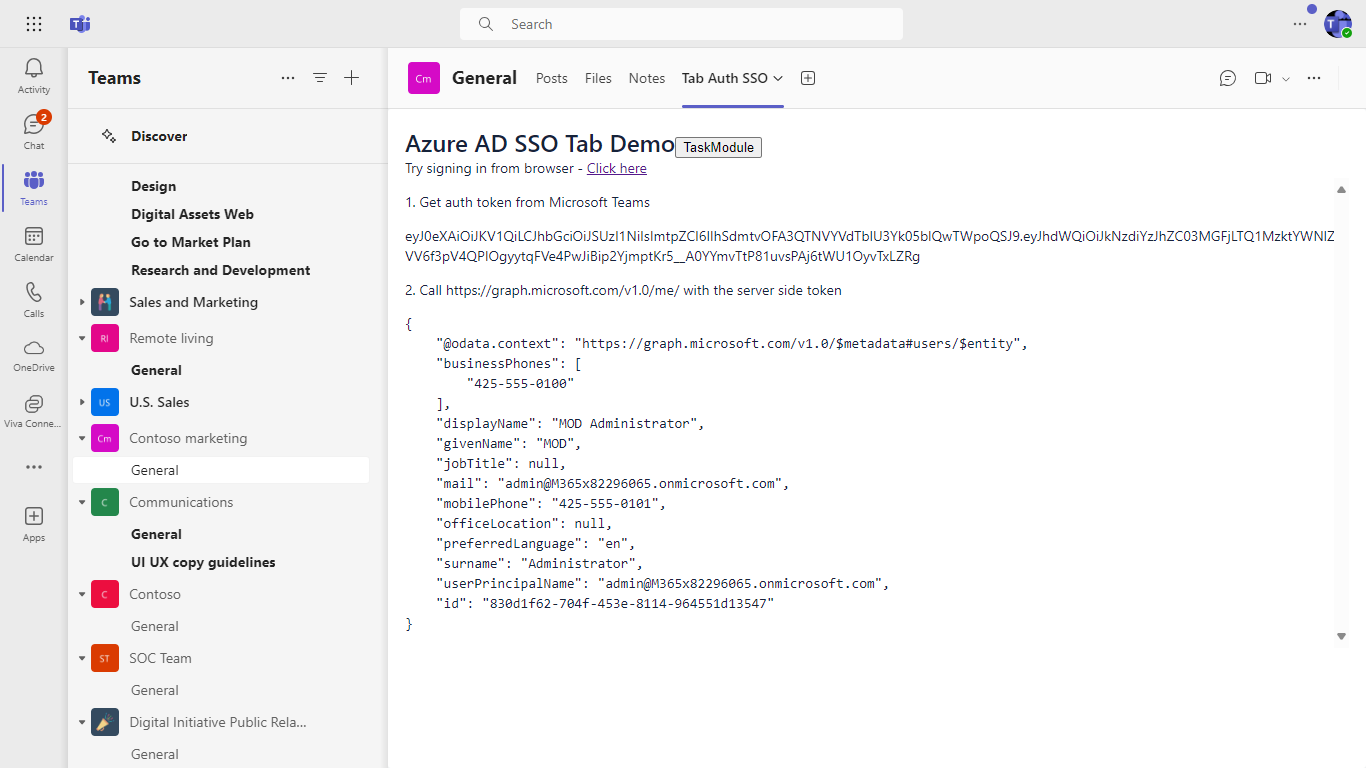 Search
Activity
2
Chat
Teams
Calendar
Calls
OneDrive
Viva Conne...
Apps
Teams
Discover
Design
Digital Assets Web
Go to Market Plan
Research and Development
Sales and Marketing
RI Remote living
General
US U.S. Sales
Cm Contoso marketing
General
C Communications
General
UI UX copy guidelines
C Contoso
General
ST SOC Team
General
Digital Initiative Public Rela...
General
Cm General Posts Files Notes Tab Auth SSO
Azure AD SSO Tab Demo TaskModule
Try signing in from browser - Click here
1. Get auth token from Microsoft Teams
2. Call https://graph.microsoft.com/v1.0/me/ with the server side token
{
"@odata.context": "https://graph.microsoft.com/v1.0/$metadata#users/$entity",
"businessPhones": [
"425-555-0100"
],
"displayName": "MOD Administrator",
"givenName": "MOD",
"jobTitle": null,
"mail": "admin@M365x82296065.onmicrosoft.com",
"mobilePhone": "425-555-0101",
"officeLocation": null,
"preferredLanguage": "en",
"surname": "Administrator",
"userPrincipalName": "admin@M365x82296065.onmicrosoft.com",
"id": "830d1f62-704f-453e-8114-964551d13547"
}